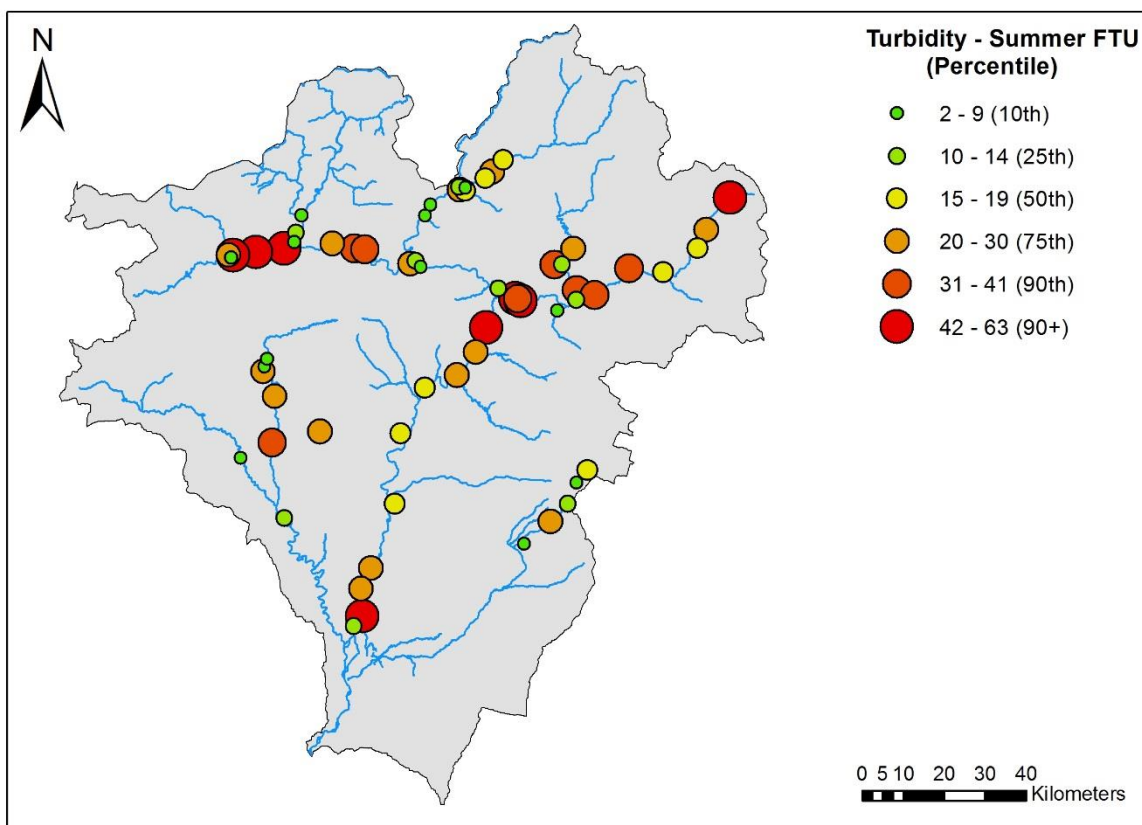 N
Turbidity - Summer FTU
(Percentile)
2 - 9 (10th)
10 - 14 (25th)
15 - 19 (50th)
20 - 30 (75th)
31 - 41 (90th)
42 - 63 (90+)
0 5 10 20 30 40
Kilometers